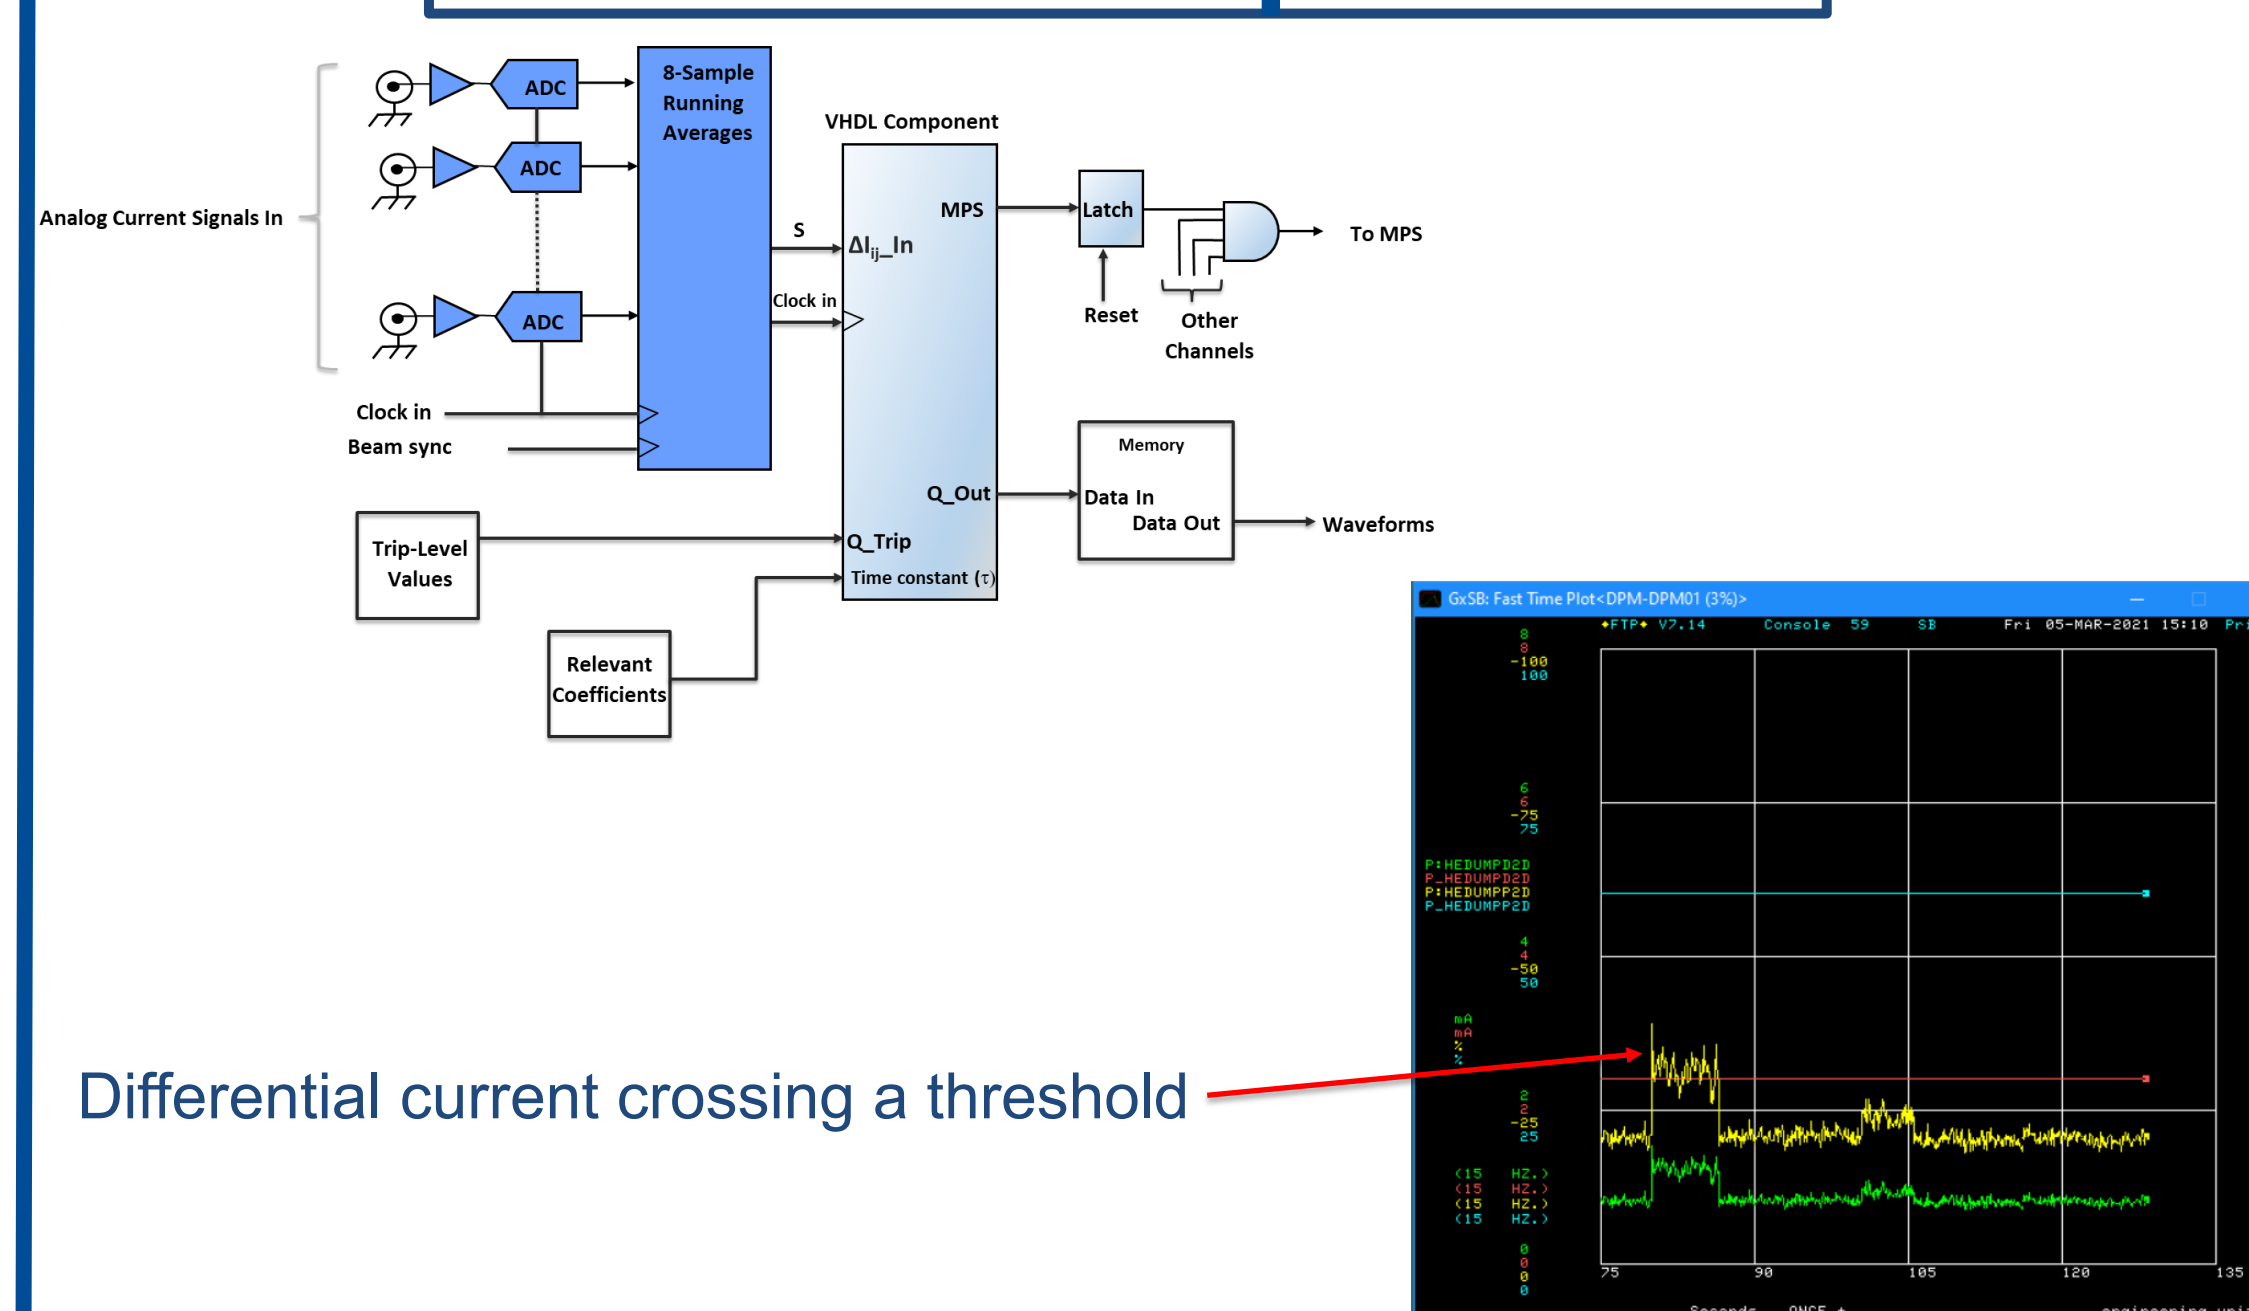 8-Sample
Running
Averages
ADC
ADC
ADC
VHDL Component
Analog Current Signals In
S
MPS
ΔIij_In
Clock in
Latch
To MPS
Reset
Other
Channels
Clock in
Beam sync
Memory
Q_Out
Data In
Data Out
Waveforms
Trip-Level
Values
Q_Trip
Time constant (τ)
Relevant
Coefficients
GxSB: Fast Time Plot<DPM-DPM01 (3%)>
◆FTP◆ V7.14 Console 59 SB Fri 05-MAR-2021 15:10
8
8
-100
100
6
6
-75
75
P:HEDUMPD2D
P_HEDUMPD2D
P:HEDUMPP2D
P_HEDUMPP2D
4
4
-50
50
mA
mA
%
%
Differential current crossing a threshold
2
2
-25
25
(15 HZ.)
(15 HZ.)
(15 HZ.)
(15 HZ.)
0
0
0
0
75 90 105 120 135